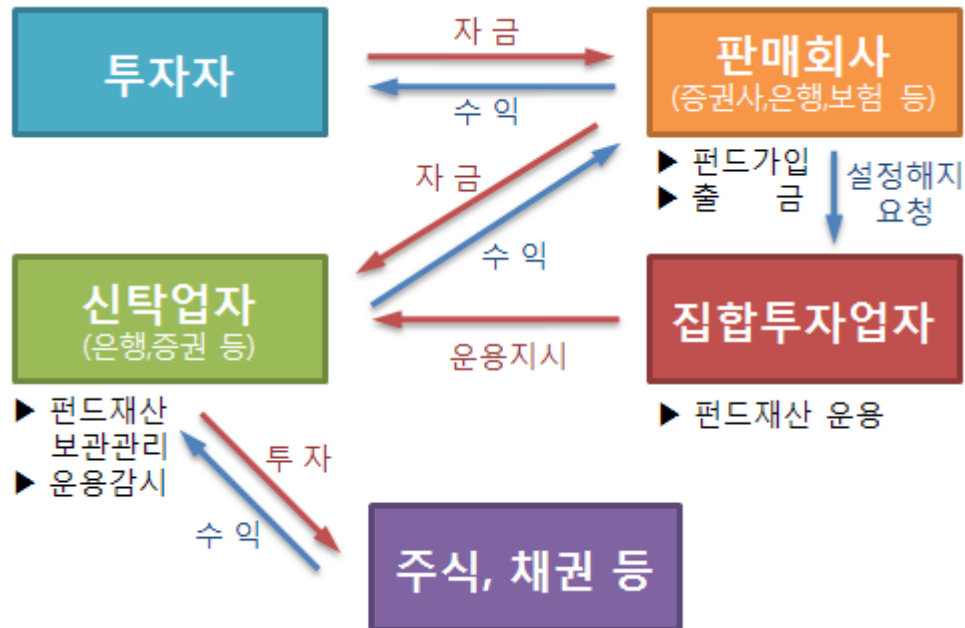 투자자
자 금
수 익
판매회사
(증권사,은행,보험 등)
▶ 펀드가입
▶ 출 금
설정해지
요청
자 금
수 익
신탁업자
(은행,증권 등)
운용지시
집합투자업자
▶ 펀드재산
보관관리
▶ 운용감시
▶ 펀드재산 운용
투 자
수 익
주식, 채권 등